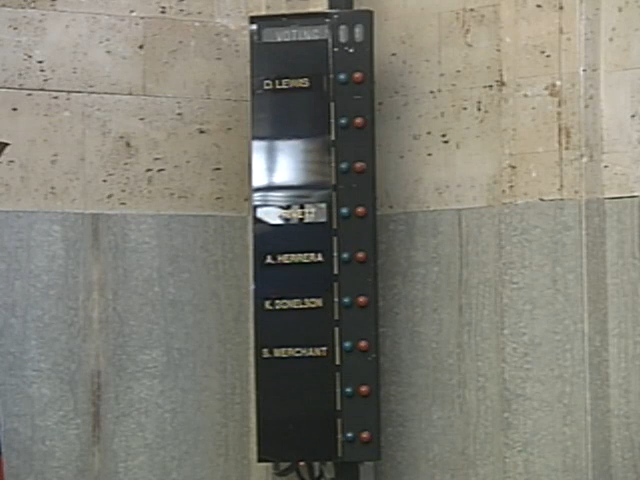 VOTING
D. LEWIS
A. HERRERA
K. DONELSON
S. MERCHANT